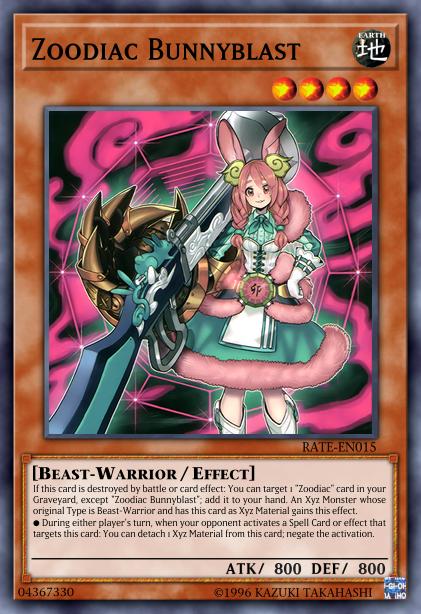 Zoodiac Bunnyblast
EARTH
地
RATE-EN015
[Beast-Warrior / Effect]
If this card is destroyed by battle or card effect: You can target 1 "Zoodiac" card in your
Graveyard, except "Zoodiac Bunnyblast"; add it to your hand. An Xyz Monster whose
original Type is Beast-Warrior and has this card as Xyz Material gains this effect.
● During either player's turn, when your opponent activates a Spell Card or effect that
targets this card: You can detach 1 Xyz Material from this card; negate the activation.
ATK/ 800 DEF/ 800
04367330
©1996 KAZUKI TAKAHASHI